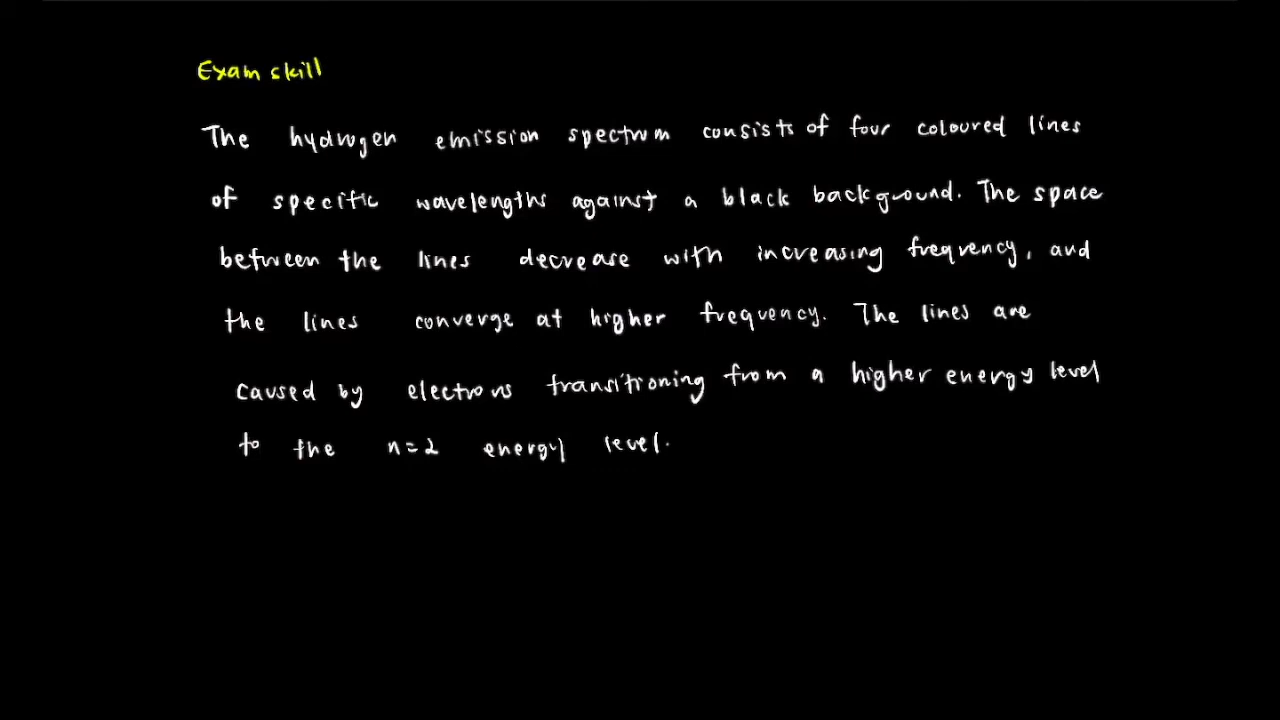 Exam skill
The hydrogen emission spectrum consists of four coloured lines
of specific wavelengths against a black background. The space
between the lines decrease with increasing frequency, and
the lines converge at higher frequency. The lines are
caused by electrons transitioning from a higher energy level
to the n=2 energy level.